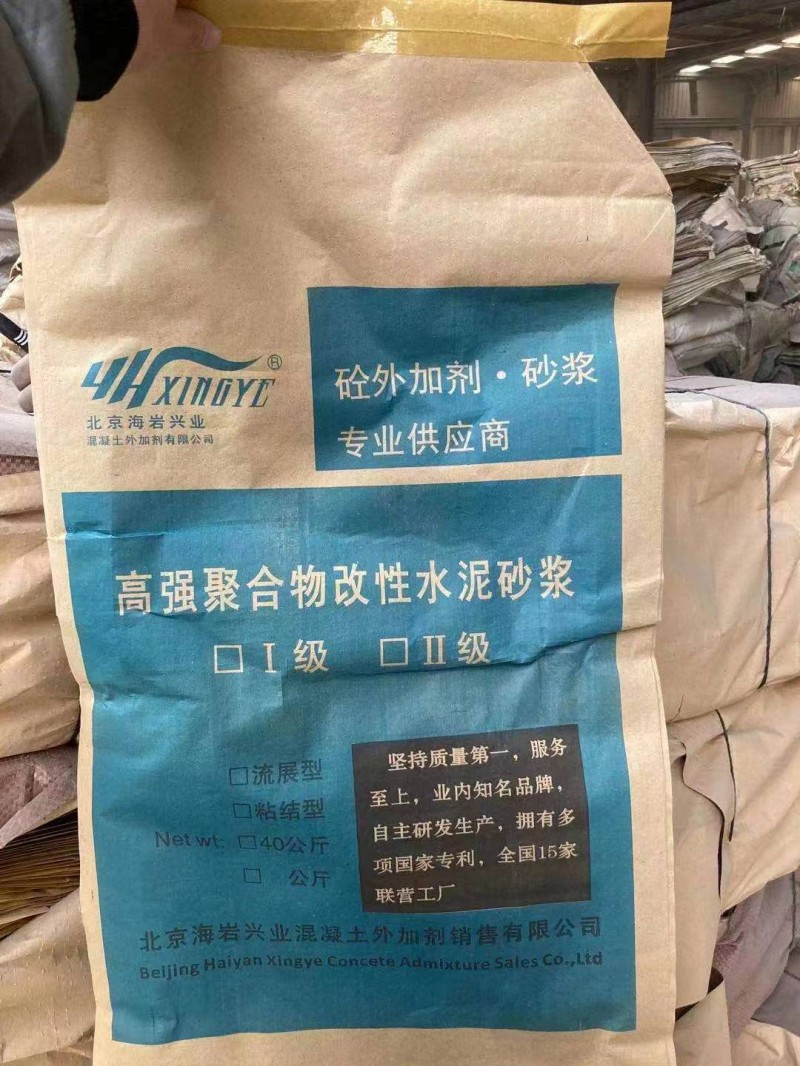 YH XINGYE®
北京海岩兴业
混凝土外加剂有限公司
砼外加剂·砂浆
专业供应商
高强聚合物改性水泥砂浆
□Ⅰ级 □Ⅱ级
□流展型
□粘结型
Net wt: □40公斤
□ 公斤
坚持质量第一，服务
至上，业内知名品牌，
自主研发生产，拥有多
项国家专利，全国15家
联营工厂
北京海岩兴业混凝土外加剂销售有限公司
Beijing Haiyan Xingye Concete Admixture Sales Co.,Ltd